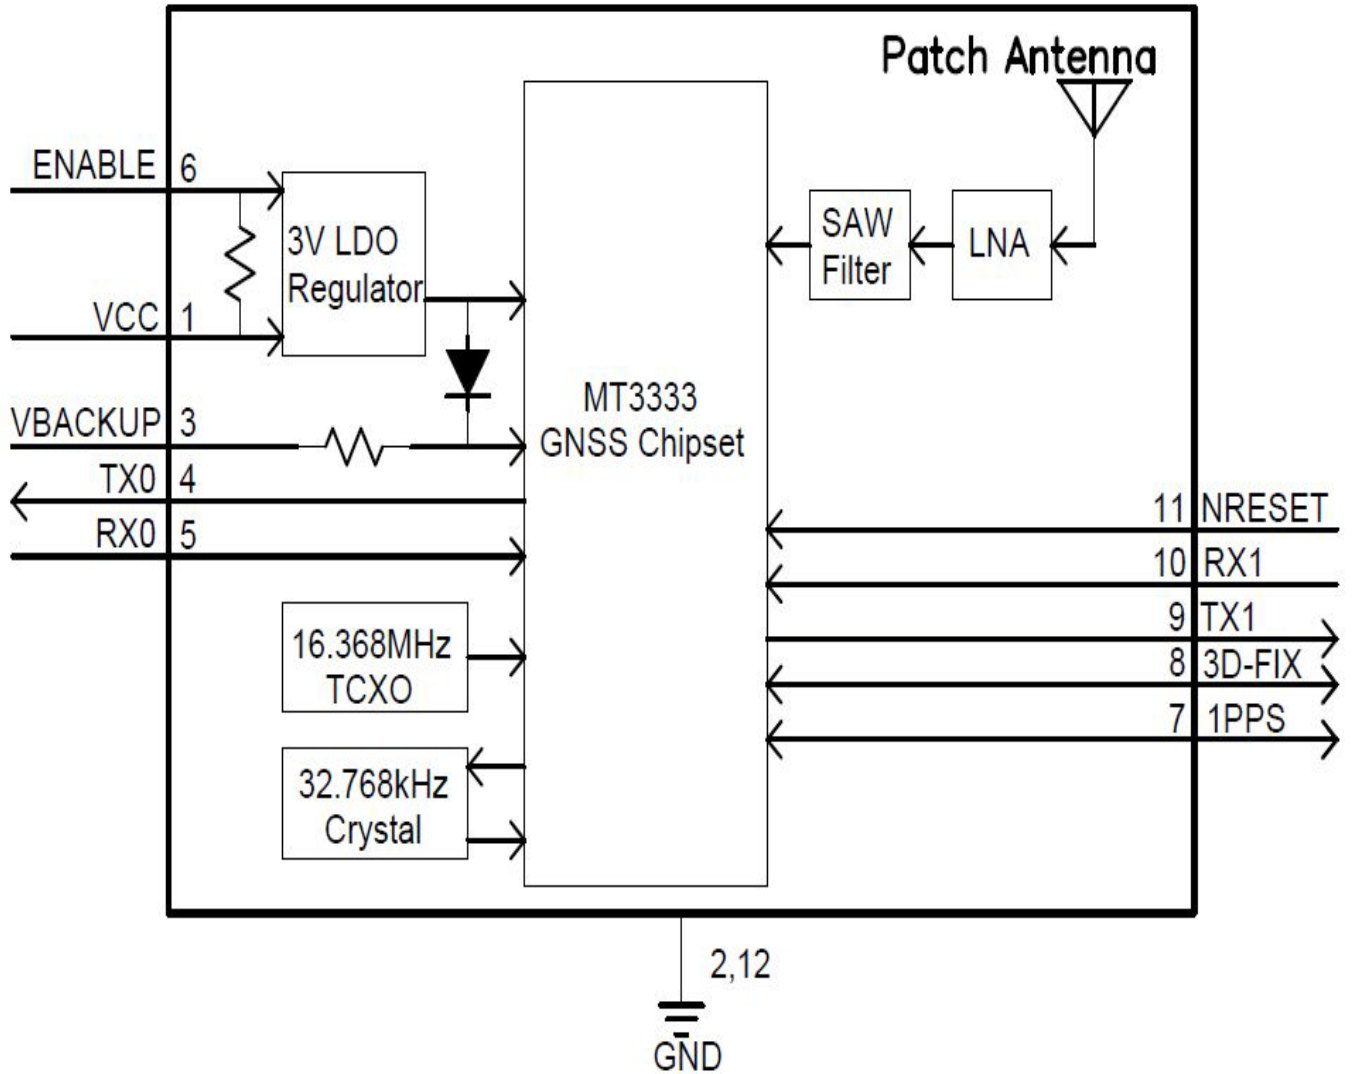 Patch Antenna
ENABLE 6
3V LDO
Regulator
VCC 1
VBACKUP 3
TX0 4
RX0 5
16.368MHz
TCXO
32.768kHz
Crystal
MT3333
GNSS Chipset
SAW
Filter
LNA
11 NRESET
10 RX1
9 TX1
8 3D-FIX
7 1PPS
2,12
GND